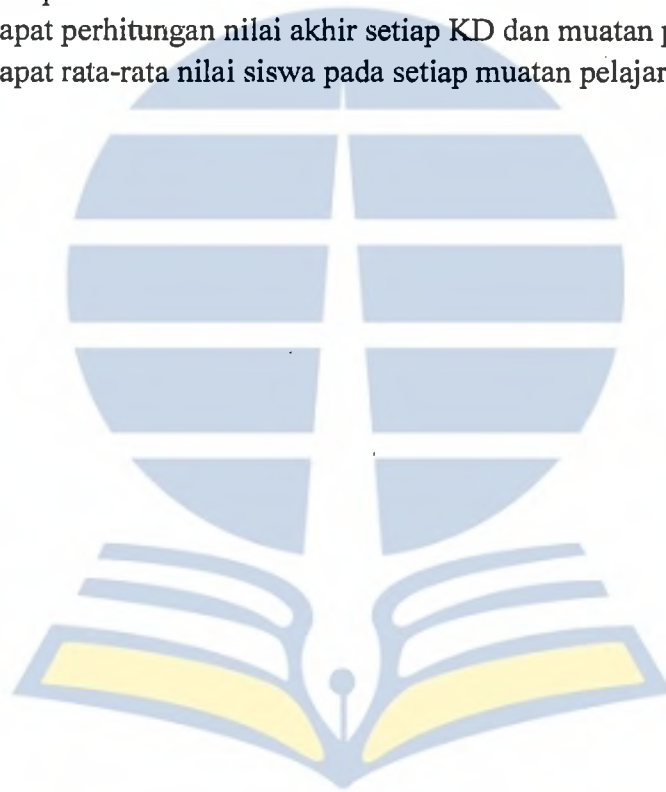 apat perhitungan nilai akhir setiap KD dan muatan
apat rata-rata nilai siswa pada setiap muatan pelajar